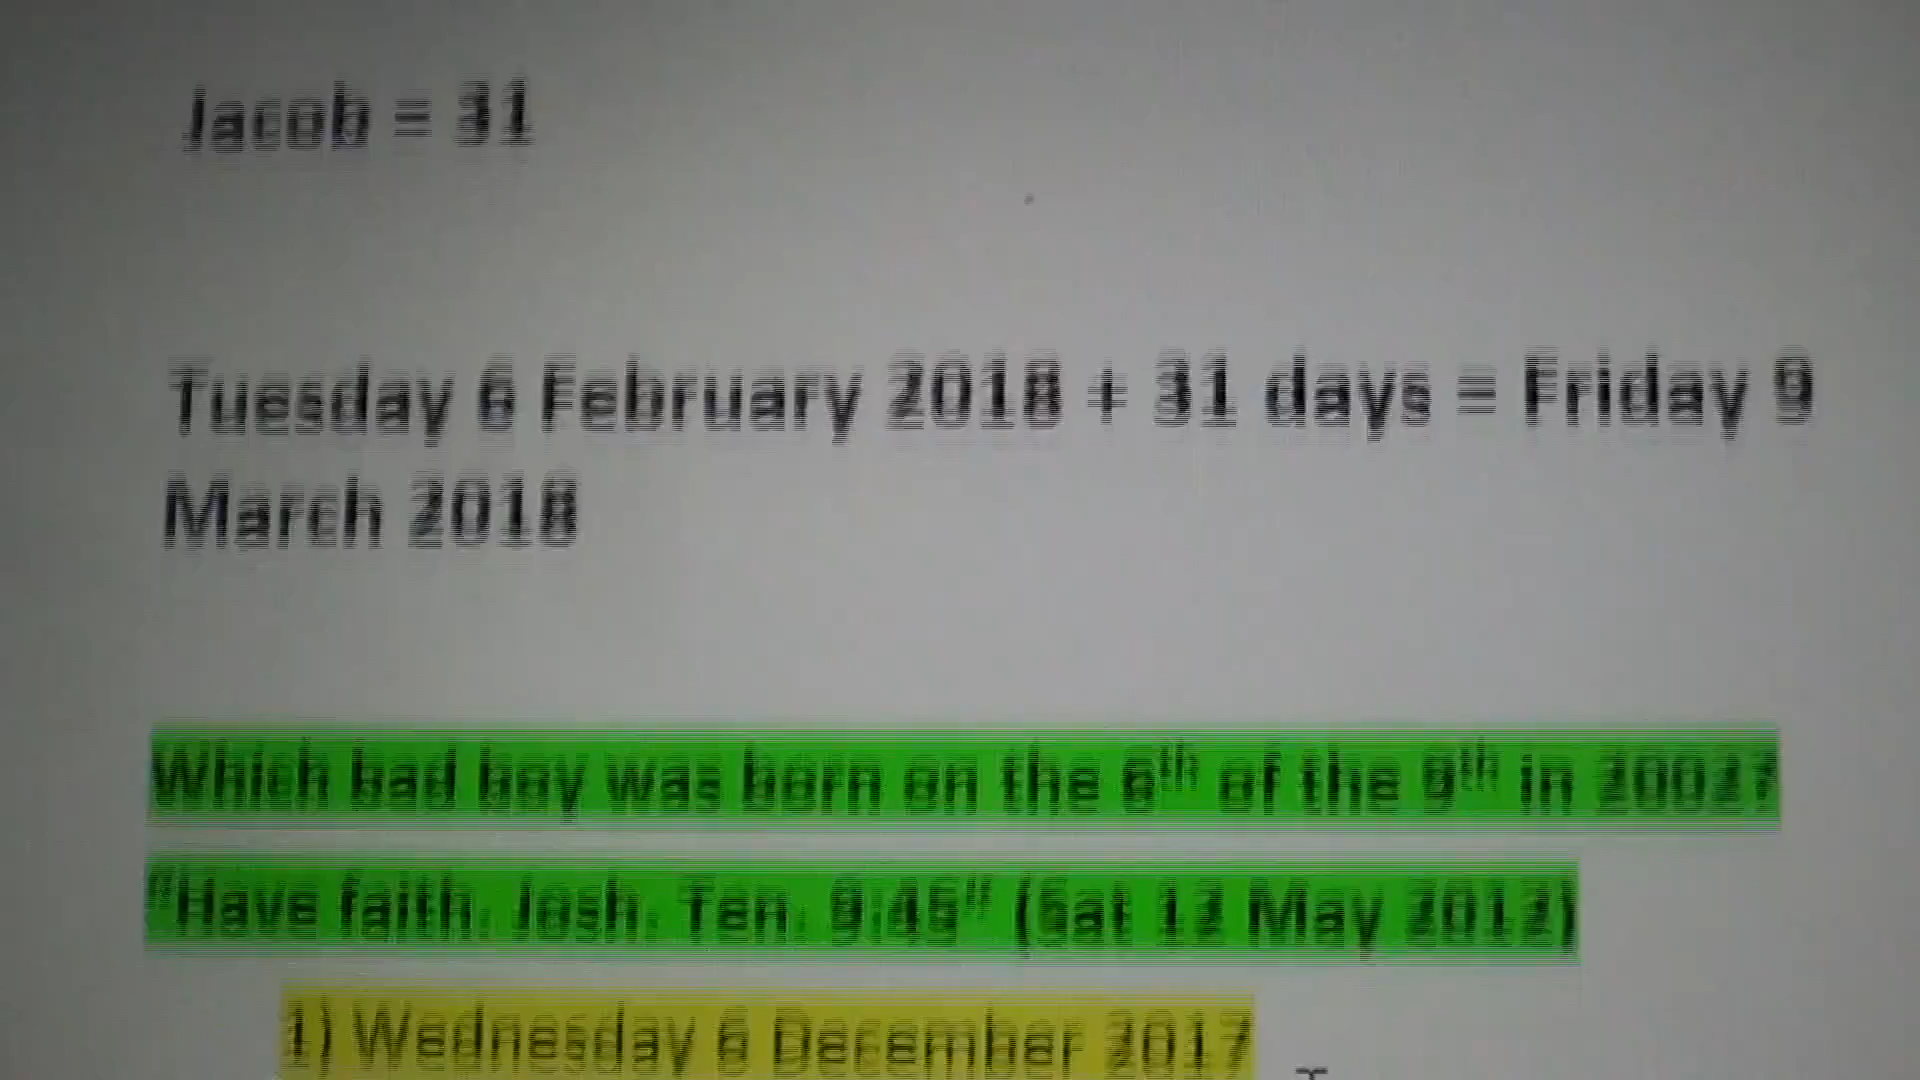 Jacob = 31
Tuesday 6 February 2018 + 31 days = Friday 9
March 2018
Which bad boy was born on the 6th of the 9th in 2002?
"Have faith. Josh. Ten. 9:45" (Sat 12 May 2012)
1) Wednesday 6 December 2017